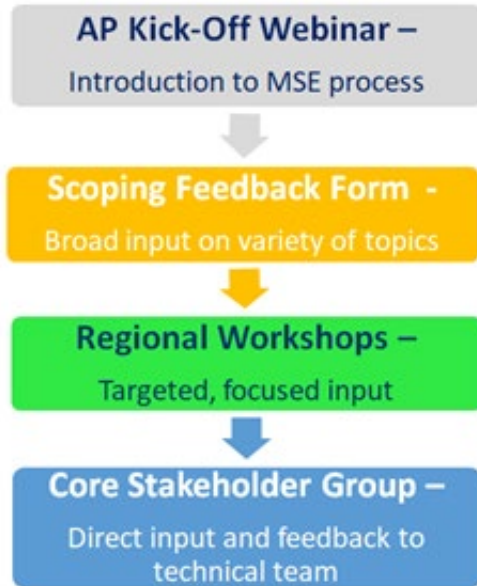 AP Kick-Off Webinar –
Introduction to MSE process
Scoping Feedback Form -
Broad input on variety of topics
Regional Workshops –
Targeted, focused input
Core Stakeholder Group –
Direct input and feedback to
technical team